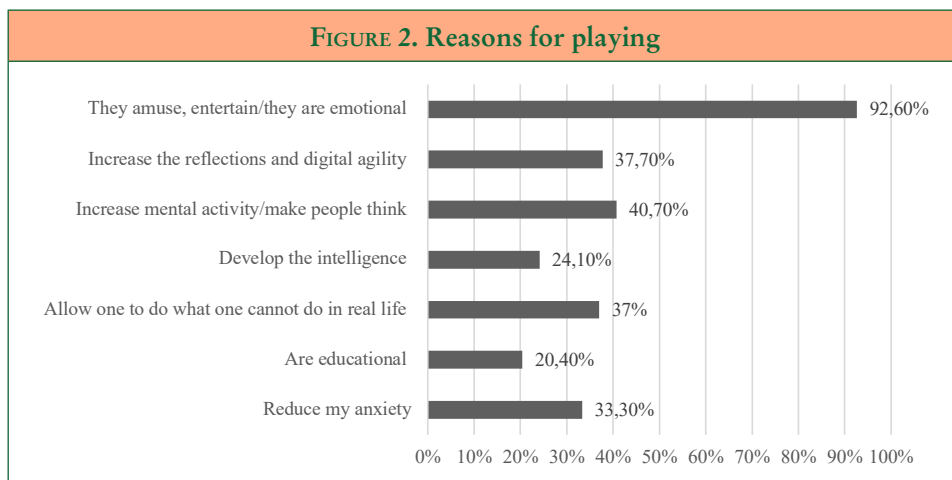 FIGURE 2. Reasons for playing
They amuse, entertain/they are emotional 92,60%
Increase the reflections and digital agility 37,70%
Increase mental activity/make people think 40,70%
Develop the intelligence 24,10%
Allow one to do what one cannot do in real life 37%
Are educational 20,40%
Reduce my anxiety 33,30%
0% 10% 20% 30% 40% 50% 60% 70% 80% 90% 100%